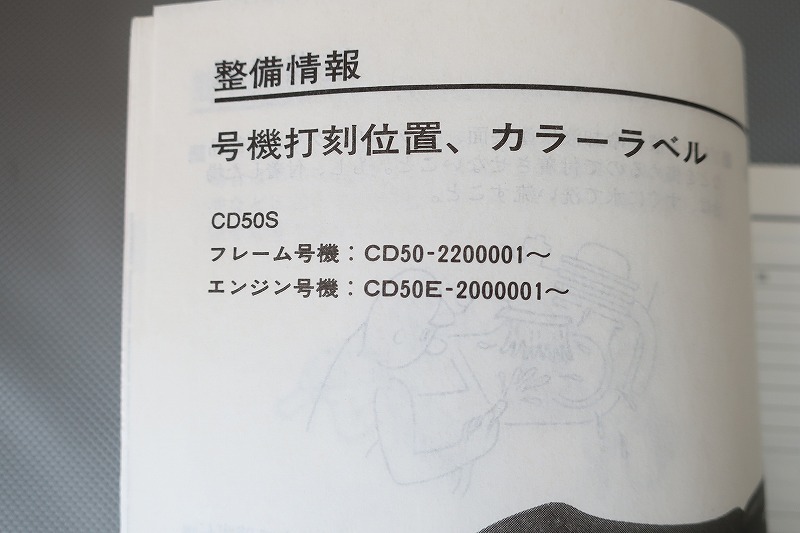 整備情報
号機打刻位置、カラーラベル
CD50S
フレーム号機：CD50-2200001～
エンジン号機：CD50E-2000001～